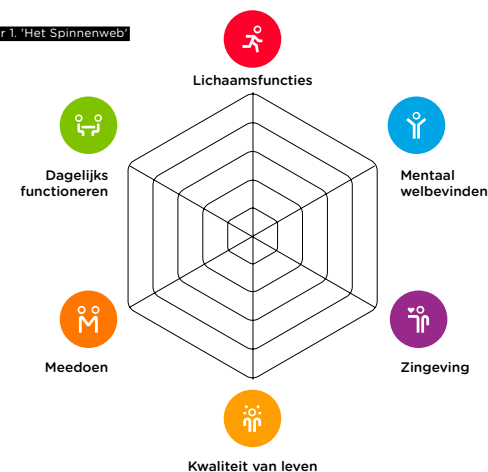 r 1. 'Het Spinnenweb'
Lichaamsfuncties
Dagelijks
functioneren
Mentaal
welbevinden
Meedoen
Zingeving
Kwaliteit van leven